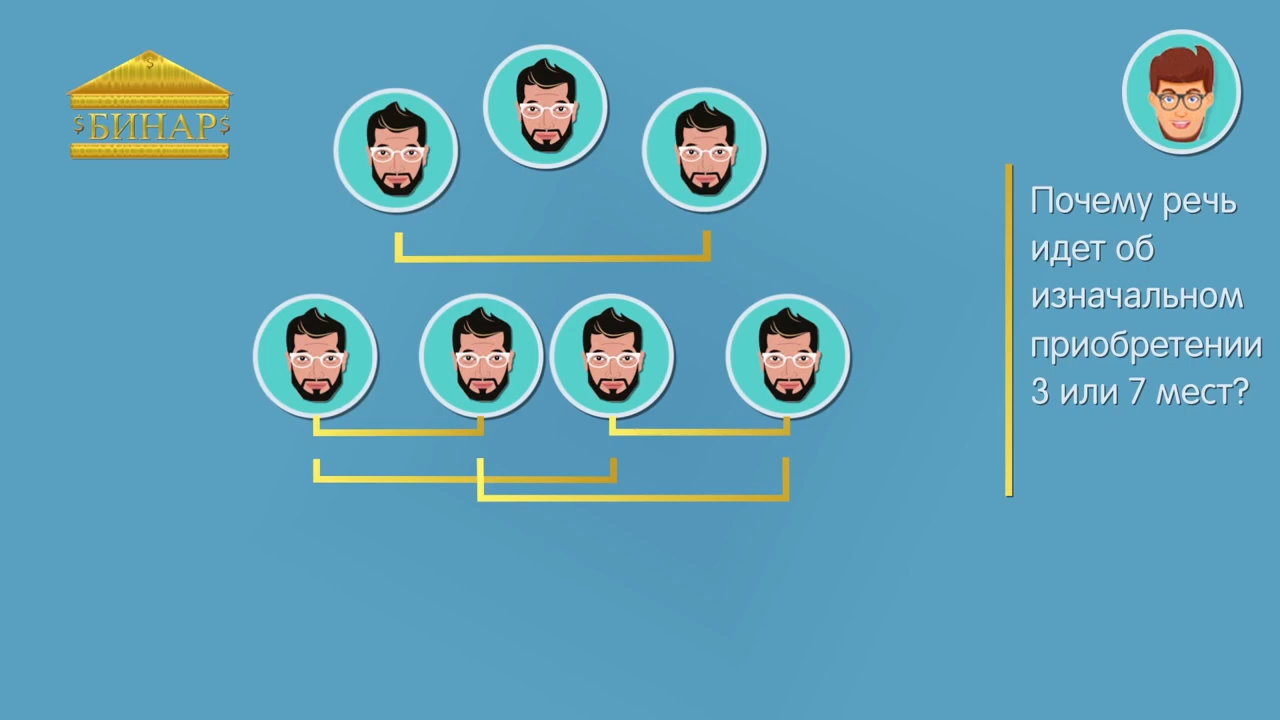 $
$БИНАР$
Почему речь
идет об
изначальном
приобретении
3 или 7 мест?